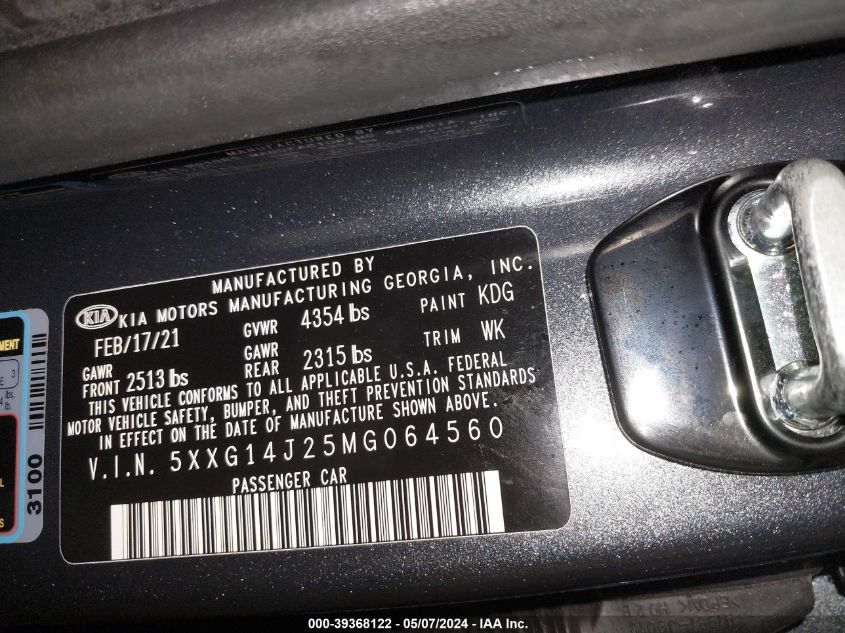 MANUFACTURED BY
KIA KIA MOTORS MANUFACTURING GEORGIA, INC.
FEB/17/21 GVWR 4354 lbs PAINT KDG
GAWR FRONT 2513 lbs GAWR REAR 2315 lbs TRIM WK
THIS VEHICLE CONFORMS TO ALL APPLICABLE U.S.A. FEDERAL
MOTOR VEHICLE SAFETY, BUMPER, AND THEFT PREVENTION STANDARDS
IN EFFECT ON THE DATE OF MANUFACTURE SHOWN ABOVE.
V.I.N. 5XXG14J25MG064560
PASSENGER CAR
3100
000-39368122 - 05/07/2024 - IAA Inc.